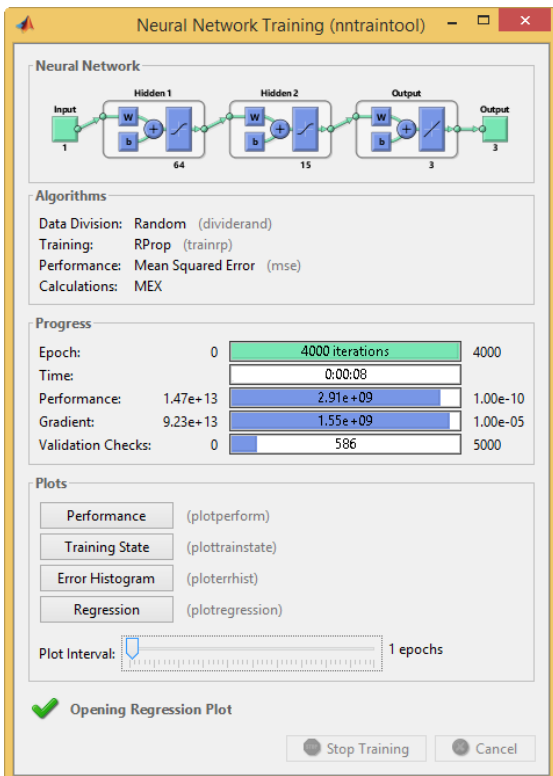 Neural Network Training (nntraintool)
Neural Network
Hidden 1 Hidden 2 Output
Input Output
W W W
b b b
+ + +
1 3
64 15 3
Algorithms
Data Division: Random (dividerand)
Training: RProp (trainrp)
Performance: Mean Squared Error (mse)
Calculations: MEX
Progress
Epoch: 0 4000 iterations 4000
Time: 0:00:08
Performance: 1.47e+13 2.91e+09 1.00e-10
Gradient: 9.23e+13 1.55e+09 1.00e-05
Validation Checks: 0 586 5000
Plots
Performance (plotperform)
Training State (plottrainstate)
Error Histogram (ploterrhist)
Regression (plotregression)
Plot Interval: 1 epochs
Opening Regression Plot
Stop Training Cancel